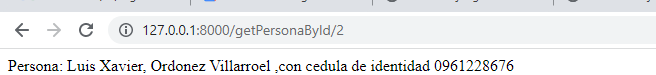 127.0.0.1:8000/getPersonaById/2
Persona: Luis Xavier, Ordonez Villarroel ,con cedula de identidad 0961228676